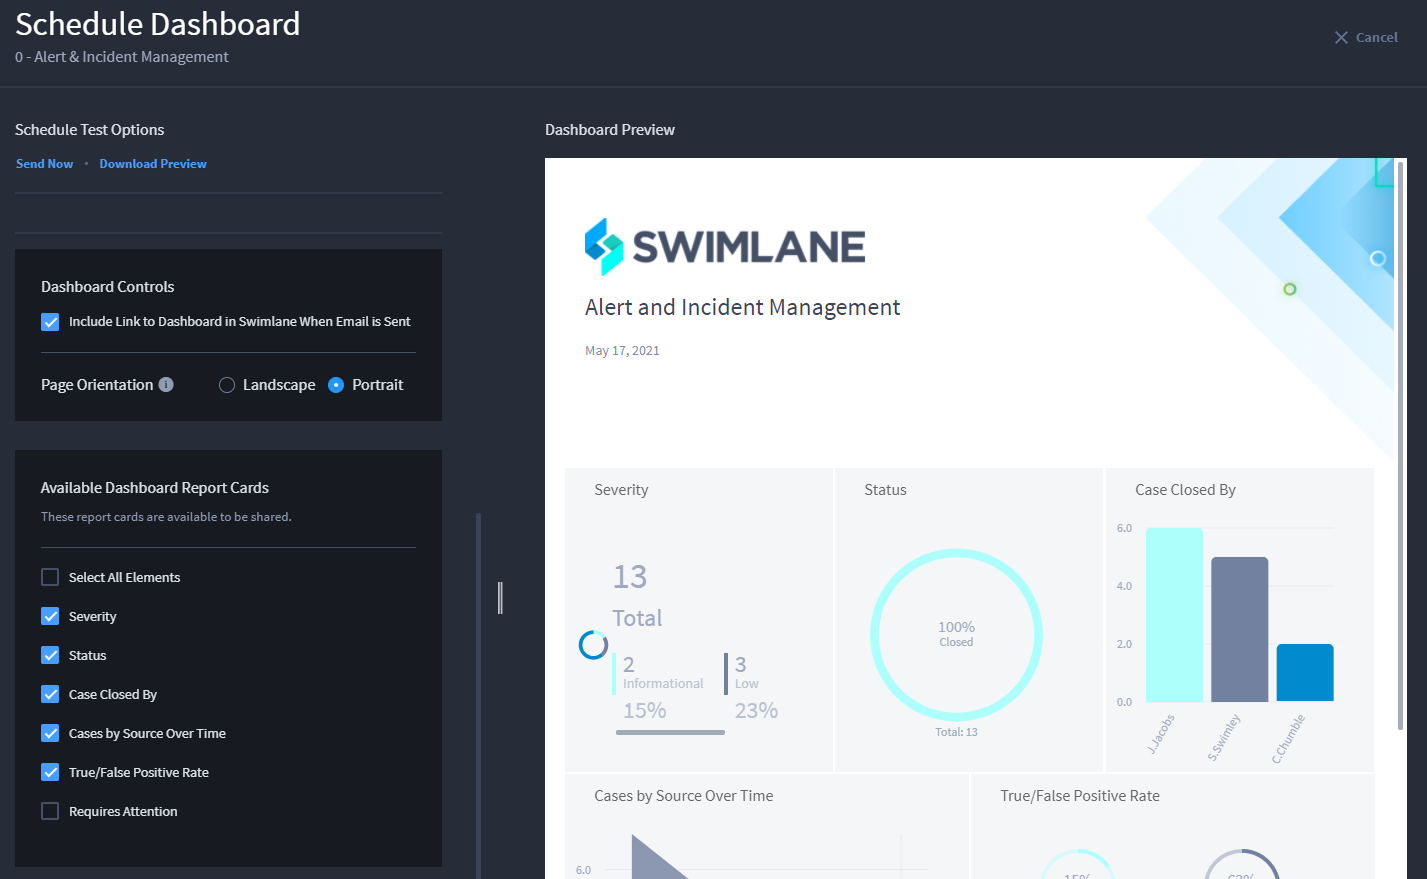 Schedule Dashboard
0 - Alert & Incident Management
Cancel
Schedule Test Options
Send Now • Download Preview
Dashboard Controls
Include Link to Dashboard in Swimlane When Email is Sent
Page Orientation i Landscape Portrait
Available Dashboard Report Cards
These report cards are available to be shared.
Select All Elements
Severity
Status
Case Closed By
Cases by Source Over Time
True/False Positive Rate
Requires Attention
Dashboard Preview
SWIMLANE
Alert and Incident Management
May 17, 2021
Severity
13
Total
2
Informational
15%
3
Low
23%
Status
100%
Closed
Total: 13
Case Closed By
6.0
4.0
2.0
0.0
J.Jacobs
S.Swimley
C.Chumble
Cases by Source Over Time
6.0
True/False Positive Rate
15%